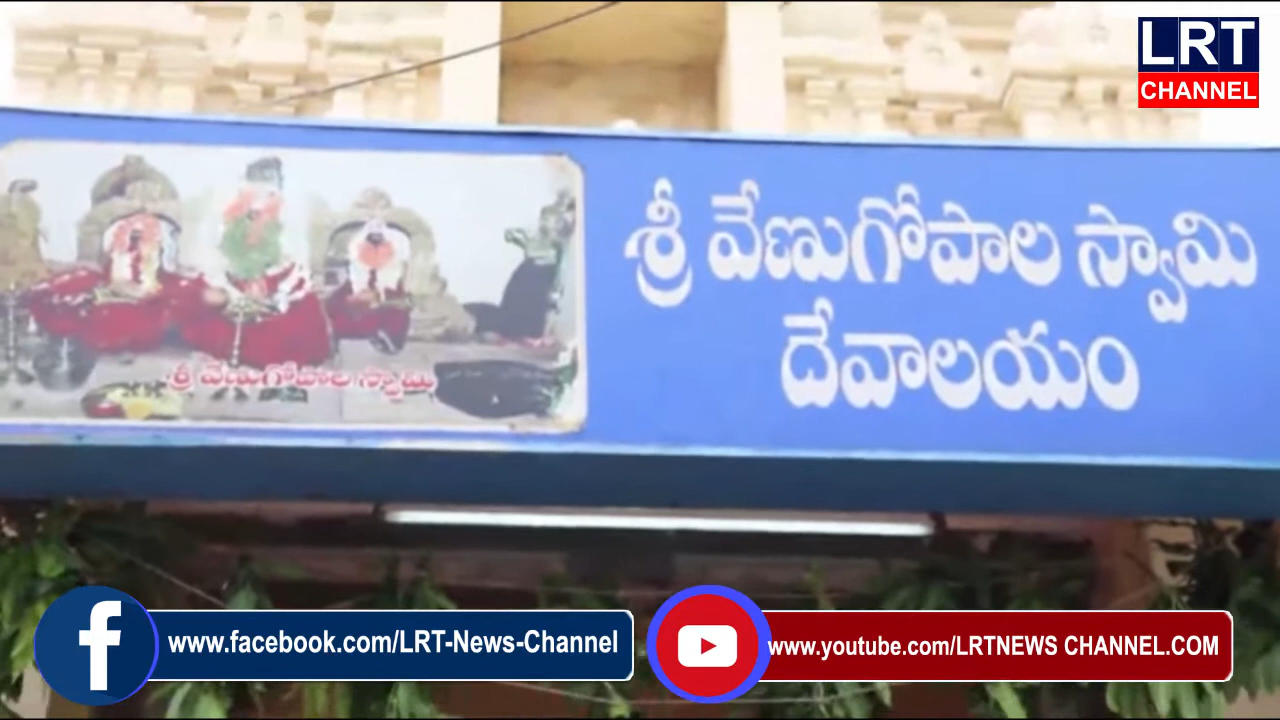 LRT
CHANNEL
శ్రీ వేణుగోపాల స్వామి
దేవాలయం
శ్రీ వేణుగోపాల స్వామి
www.facebook.com/LRT-News-Channel
www.youtube.com/LRTNEWS CHANNEL.COM